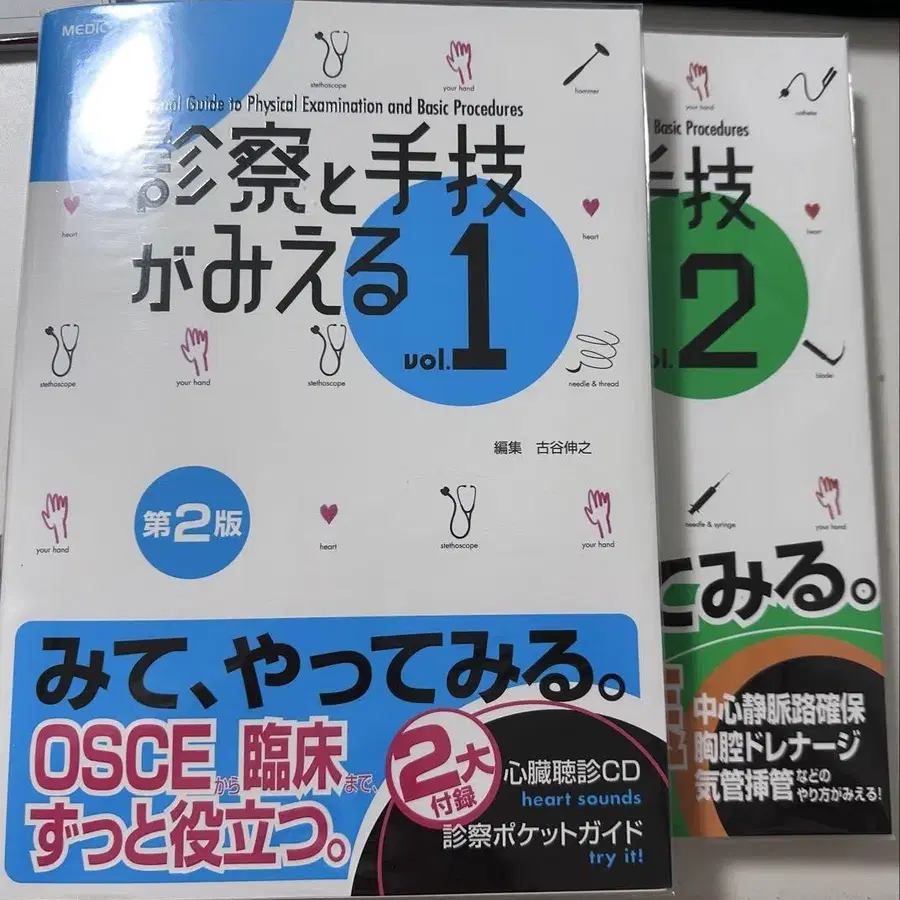 MEDIC
stethoscope
your hand
hammer
Guide to Physical Examination and Basic Procedures
診察と手技
がみえる
vol.1
heart
heart
stethoscope
your hand
stethoscope
needle & thread
編集 古谷伸之
第2版
your hand
heart
stethoscope
your hand
みて、やってみる。
OSCEから臨床まで、
ずっと役立つ。
2大
付録
心臓聴診CD
heart sounds
診察ポケットガイド
try it!
your hand
catheter
Basic Procedures
手技
2
heart
blade
needle & syringe
your hand
てみる。
中心静脈路確保
胸腔ドレナージ
気管挿管などの
やり方がみえる!